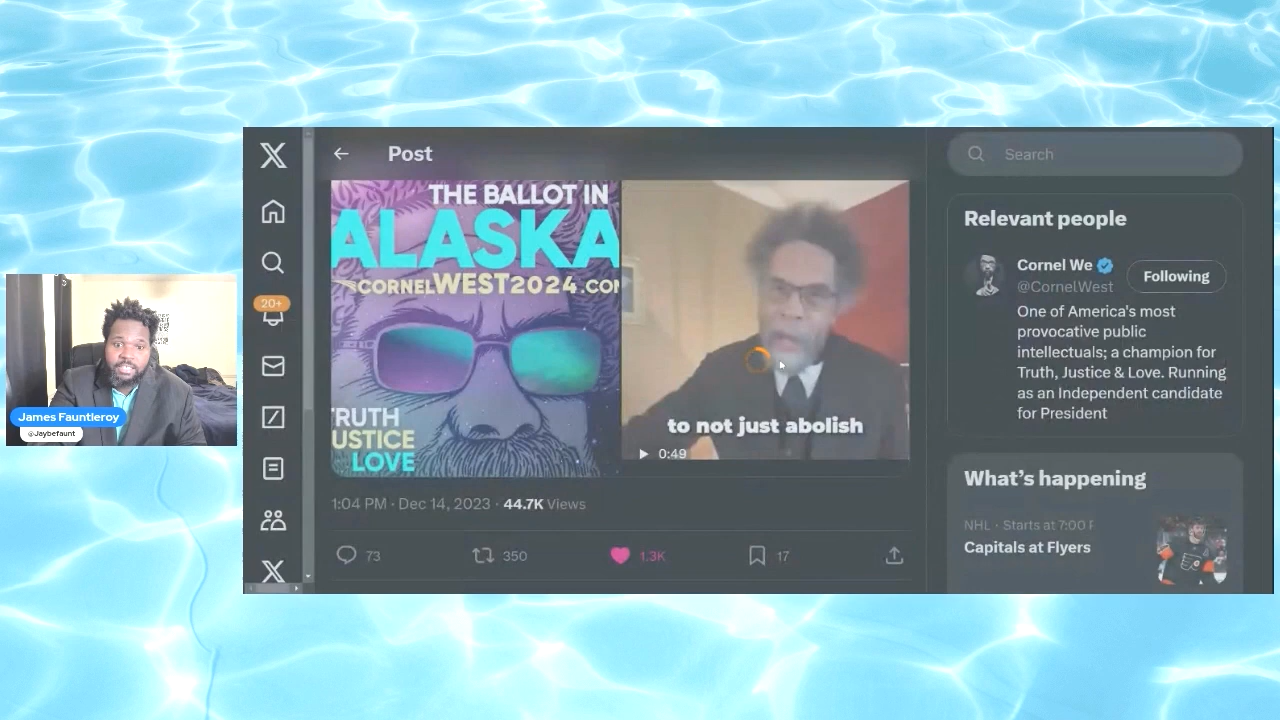 James Fauntleroy
@Jaybefaunt
20+
Post
THE BALLOT IN
ALASKA
CORNELWEST2024.CO
TRUTH
USTICE
LOVE
to not just abolish
0:49
1:04 PM · Dec 14, 2023 · 44.7K Views
73
350
1.3K
17
Search
Relevant people
Cornel We
@CornelWest
Following
One of America's most
provocative public
intellectuals; a champion for
Truth, Justice & Love. Running
as an Independent candidate
for President
What's happening
NHL · Starts at 7:00 P
Capitals at Flyers